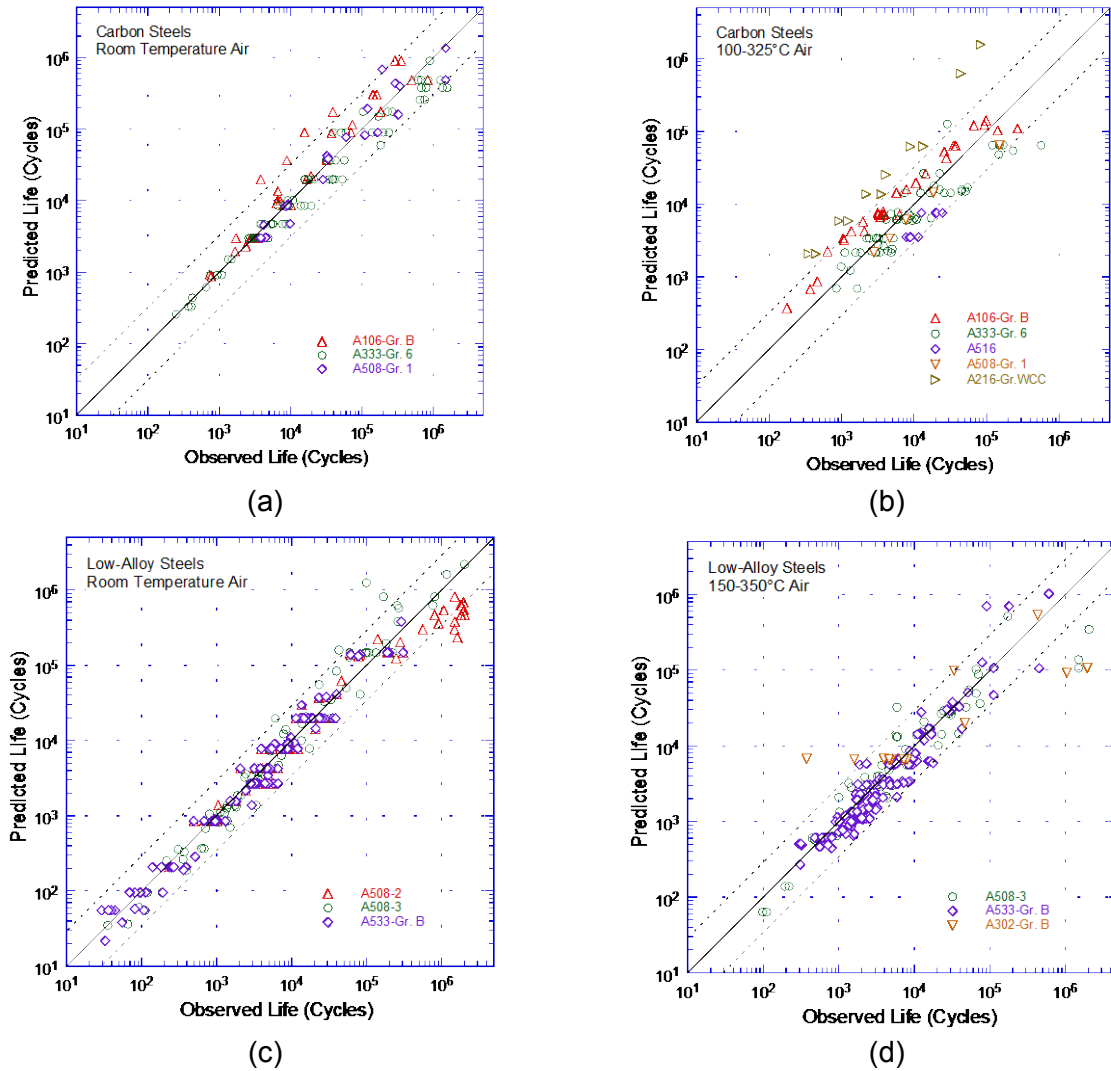 Carbon Steels
Room Temperature Air
Predicted Life (Cycles)
10⁶
10⁵
10⁴
10³
10²
10¹
A106-Gr. B
A333-Gr. 6
A508-Gr. 1
10¹ 10² 10³ 10⁴ 10⁵ 10⁶
Observed Life (Cycles)
(a)
Carbon Steels
100-325°C Air
Predicted Life (Cycles)
10⁶
10⁵
10⁴
10³
10²
10¹
A106-Gr. B
A333-Gr. 6
A516
A508-Gr. 1
A216-Gr.WCC
10¹ 10² 10³ 10⁴ 10⁵ 10⁶
Observed Life (Cycles)
(b)
Low-Alloy Steels
Room Temperature Air
Predicted Life (Cycles)
10⁶
10⁵
10⁴
10³
10²
10¹
A508-2
A508-3
A533-Gr. B
10¹ 10² 10³ 10⁴ 10⁵ 10⁶
Observed Life (Cycles)
(c)
Low-Alloy Steels
150-350°C Air
Predicted Life (Cycles)
10⁶
10⁵
10⁴
10³
10²
10¹
A508-3
A533-Gr. B
A302-Gr. B
10¹ 10² 10³ 10⁴ 10⁵ 10⁶
Observed Life (Cycles)
(d)